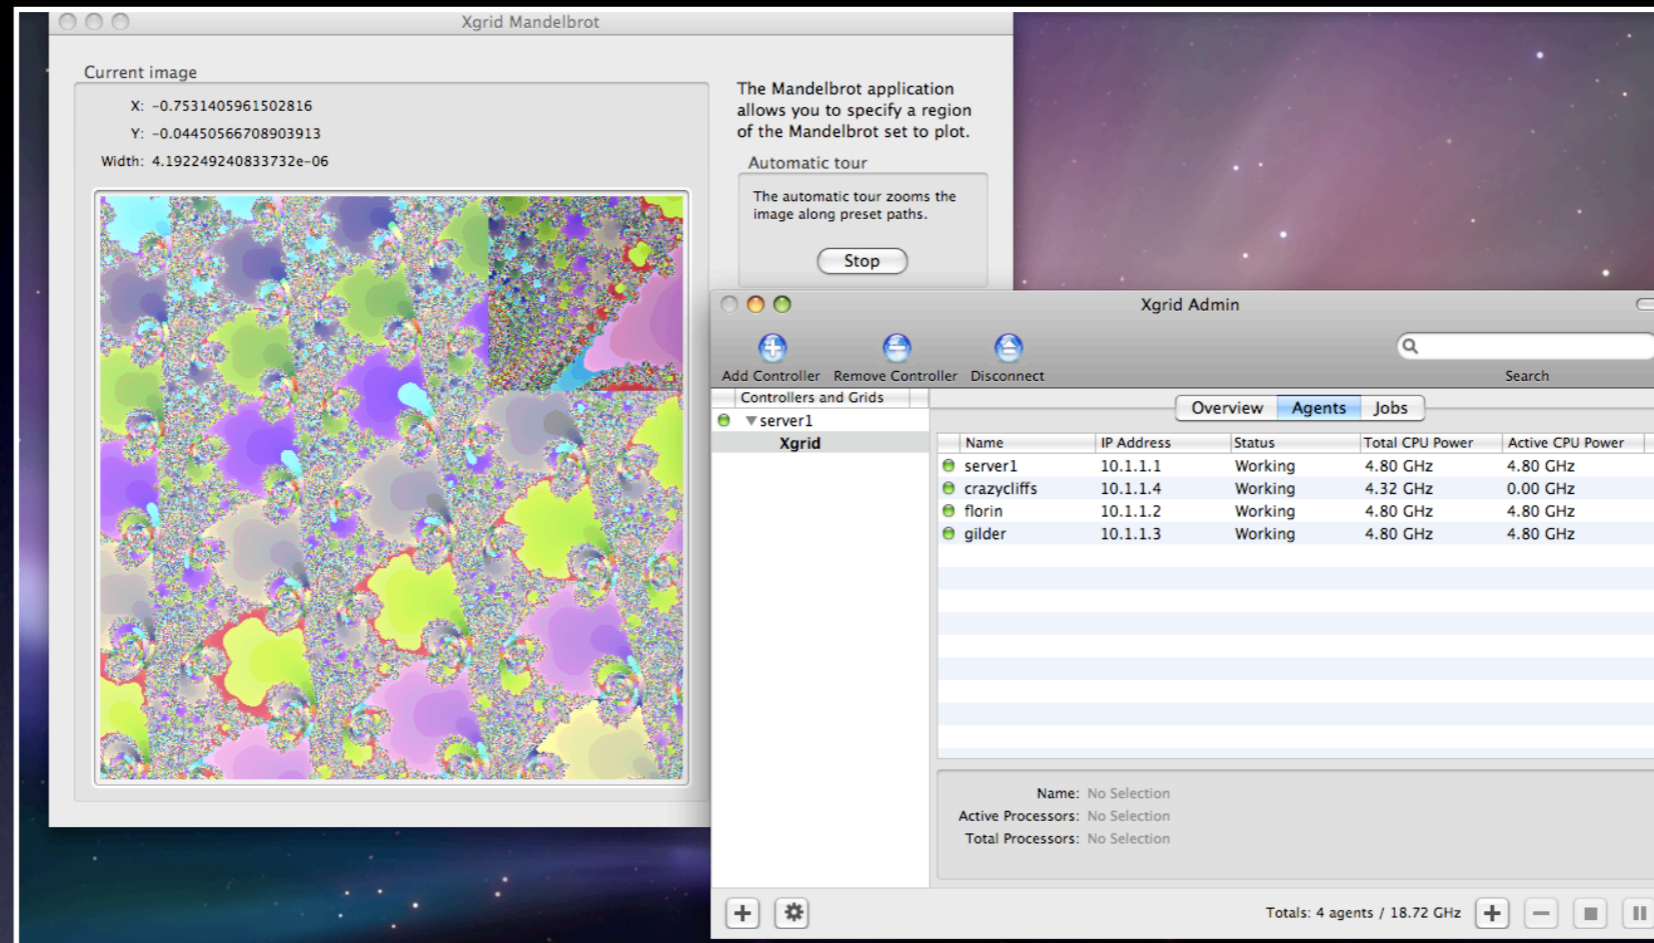 Xgrid Mandelbrot
Current image
X: -0.7531405961502816
Y: -0.04450566708903913
Width: 4.192249240833732e-06
The Mandelbrot application
allows you to specify a region
of the Mandelbrot set to plot.
Automatic tour
The automatic tour zooms the
image along preset paths.
Stop
Xgrid Admin
Add Controller Remove Controller Disconnect Search
Controllers and Grids
server1
Xgrid
Overview Agents Jobs
Name IP Address Status Total CPU Power Active CPU Power
server1 10.1.1.1 Working 4.80 GHz 4.80 GHz
crazycliffs 10.1.1.4 Working 4.32 GHz 0.00 GHz
florin 10.1.1.2 Working 4.80 GHz 4.80 GHz
gilder 10.1.1.3 Working 4.80 GHz 4.80 GHz
Name: No Selection
Active Processors: No Selection
Total Processors: No Selection
Totals: 4 agents / 18.72 GHz